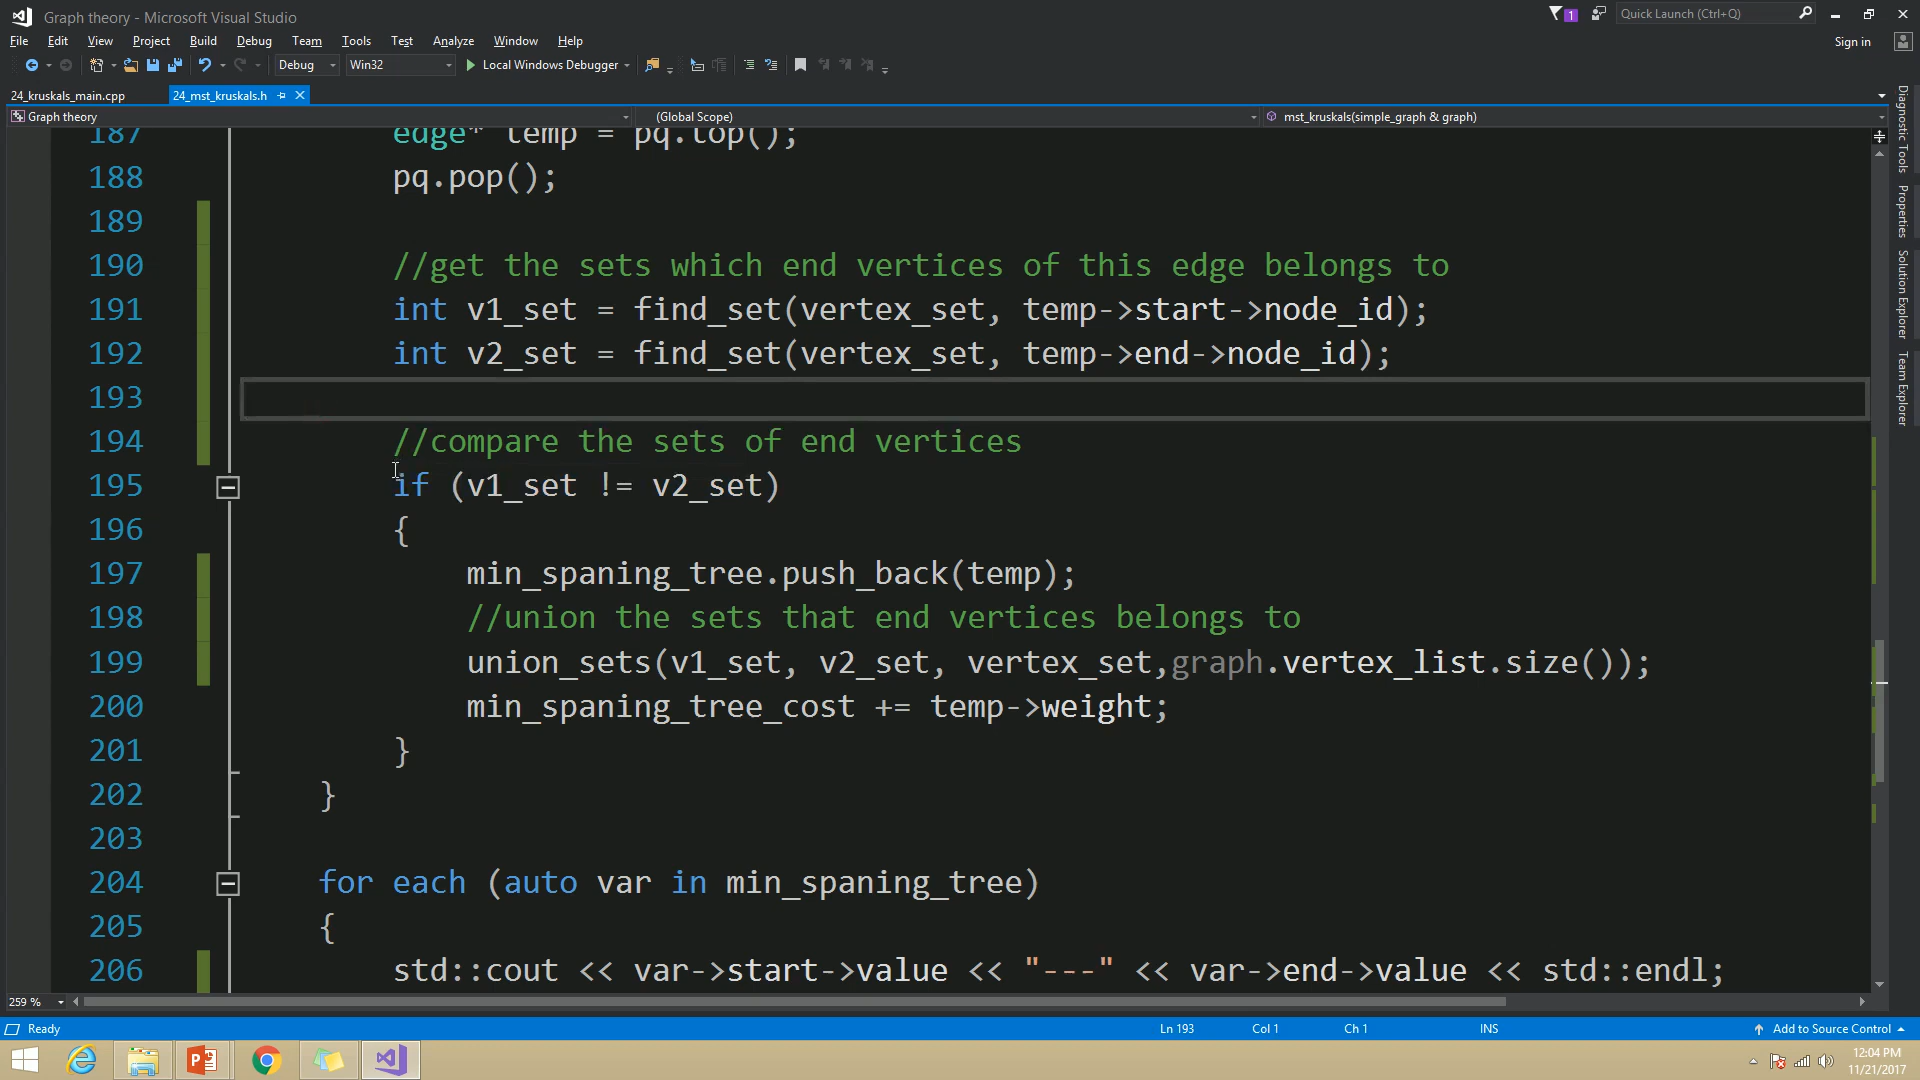 Graph theory - Microsoft Visual Studio
1
Quick Launch (Ctrl+Q)
File Edit View Project Build Debug Team Tools Test Analyze Window Help
Sign in
Debug Win32 Local Windows Debugger
24_kruskals_main.cpp 24_mst_kruskals.h
Graph theory (Global Scope) mst_kruskals(simple_graph & graph)
187 edge* temp = pq.top();
188 pq.pop();
189
190 //get the sets which end vertices of this edge belongs to
191 int v1_set = find_set(vertex_set, temp->start->node_id);
192 int v2_set = find_set(vertex_set, temp->end->node_id);
193
194 //compare the sets of end vertices
195 if (v1_set != v2_set)
196 {
197 min_spaning_tree.push_back(temp);
198 //union the sets that end vertices belongs to
199 union_sets(v1_set, v2_set, vertex_set,graph.vertex_list.size());
200 min_spaning_tree_cost += temp->weight;
201 }
202 }
203
204 for each (auto var in min_spaning_tree)
205 {
206 std::cout << var->start->value << "---" << var->end->value << std::endl;
Diagnostic Tools
Properties
Solution Explorer
Team Explorer
259 %
Ready Ln 193 Col 1 Ch 1 INS Add to Source Control
12:04 PM
11/21/2017